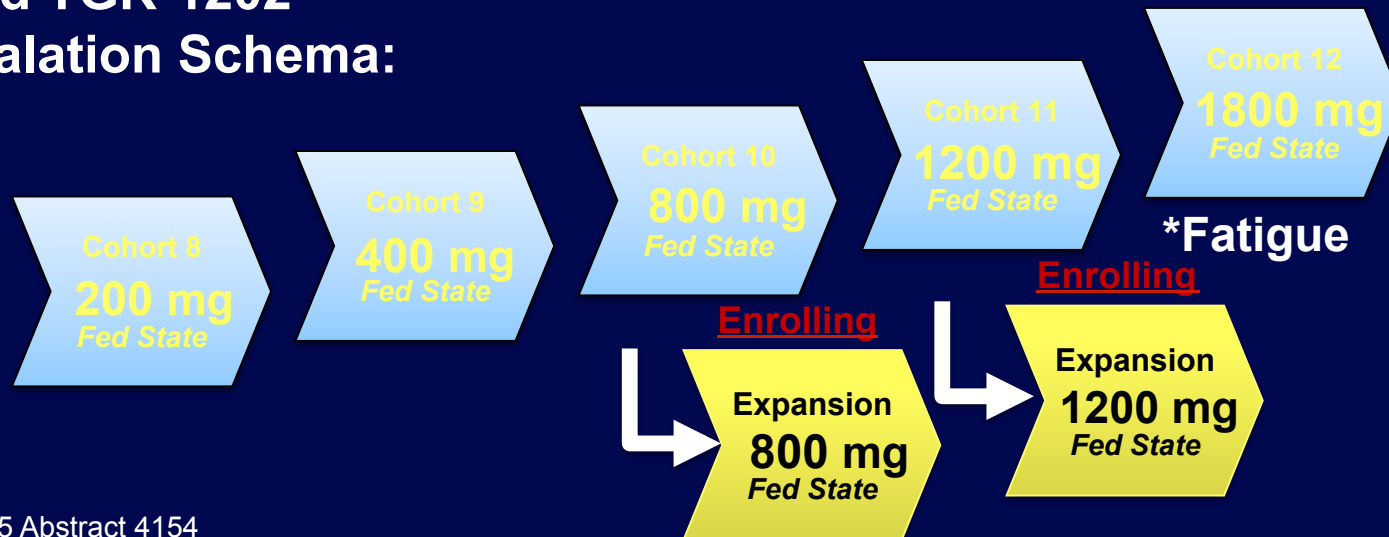 TGR-1202
alation Schema:
Cohort 8
200 mg
Fed State
Cohort 9
400 mg
Fed State
Cohort 10
800 mg
Fed State
Cohort 11
1200 mg
Fed State
Cohort 12
1800 mg
Fed State
*Fatigue
Enrolling
Expansion
800 mg
Fed State
Enrolling
Expansion
1200 mg
Fed State
5 Abstract 4154